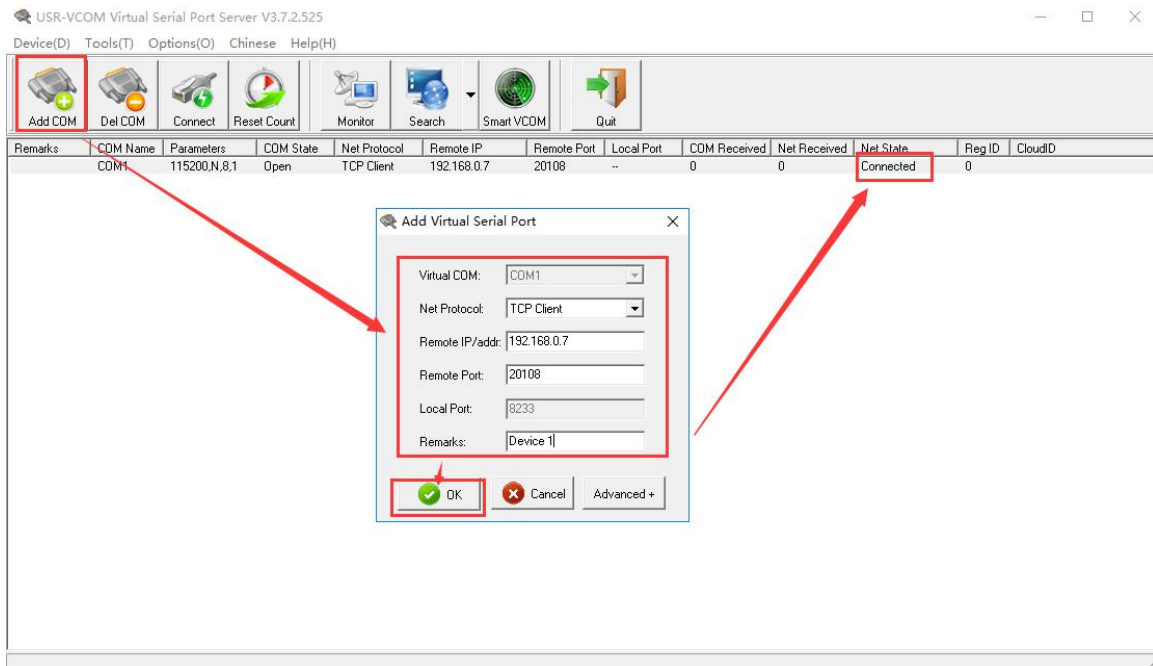 USR-VCOM Virtual Serial Port Server V3.7.2.525
Device(D) Tools(T) Options(O) Chinese Help(H)
Add COM Del COM Connect Reset Count Monitor Search Smart VCOM Quit
Remarks COM Name Parameters COM State Net Protocol Remote IP Remote Port Local Port COM Received Net Received Net State Reg ID CloudID
COM1 115200,N,8,1 Open TCP Client 192.168.0.7 20108 -- 0 0 Connected 0
Add Virtual Serial Port
Virtual COM: COM1
Net Protocol: TCP Client
Remote IP/addr: 192.168.0.7
Remote Port: 20108
Local Port: 8233
Remarks: Device 1
OK Cancel Advanced +